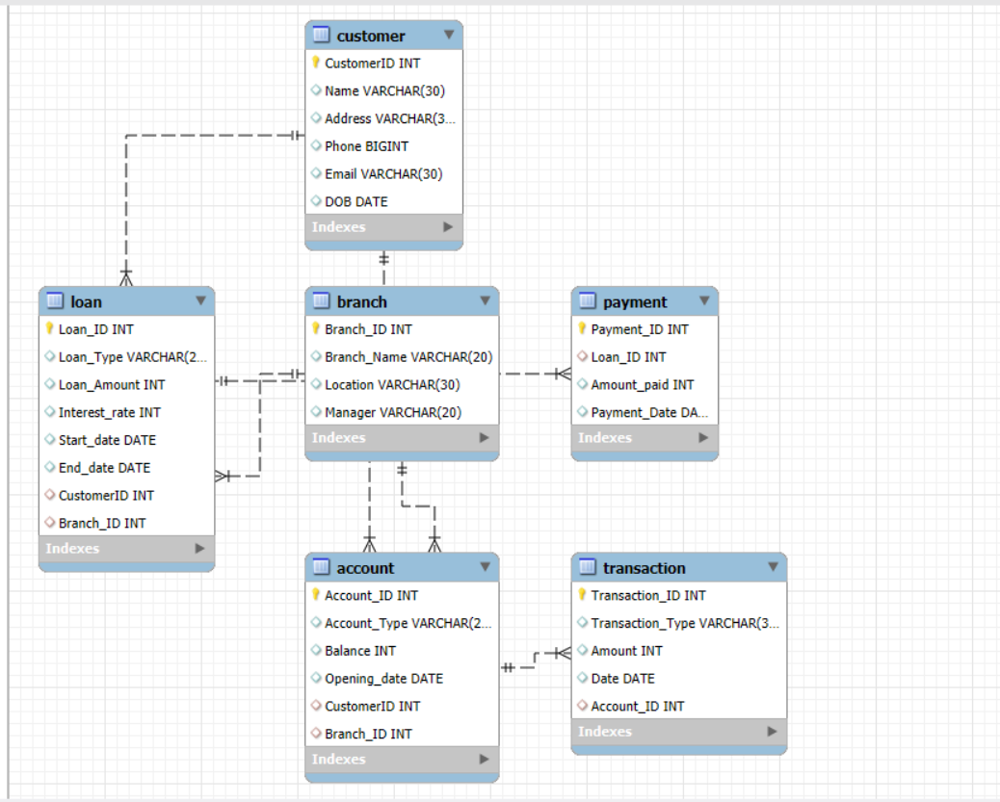 customer
CustomerID INT
Name VARCHAR(30)
Address VARCHAR(3...
Phone BIGINT
Email VARCHAR(30)
DOB DATE
Indexes
loan
Loan_ID INT
Loan_Type VARCHAR(2...
Loan_Amount INT
Interest_rate INT
Start_date DATE
End_date DATE
CustomerID INT
Branch_ID INT
Indexes
branch
Branch_ID INT
Branch_Name VARCHAR(20)
Location VARCHAR(30)
Manager VARCHAR(20)
Indexes
payment
Payment_ID INT
Loan_ID INT
Amount_paid INT
Payment_Date DA...
Indexes
account
Account_ID INT
Account_Type VARCHAR(2...
Balance INT
Opening_date DATE
CustomerID INT
Branch_ID INT
Indexes
transaction
Transaction_ID INT
Transaction_Type VARCHAR(3...
Amount INT
Date DATE
Account_ID INT
Indexes